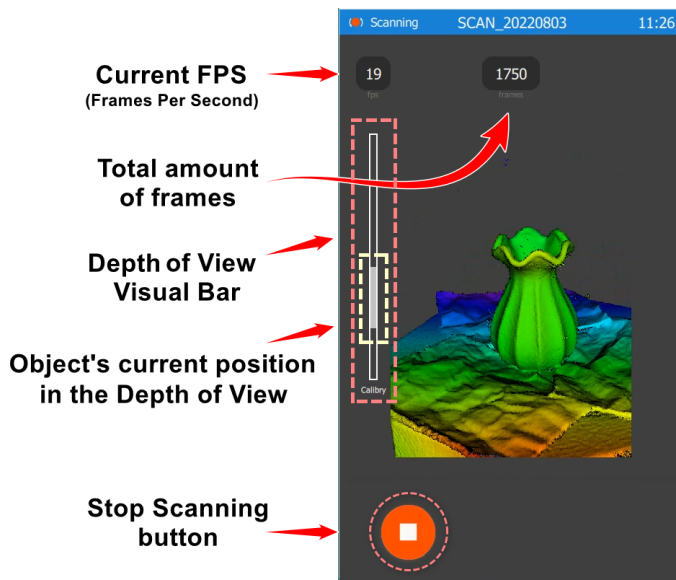 Scanning SCAN_20220803 11:26
Current FPS
(Frames Per Second)
19
fps
1750
frames
Total amount
of frames
Depth of View
Visual Bar
Object's current position
in the Depth of View
Calibry
Stop Scanning
button